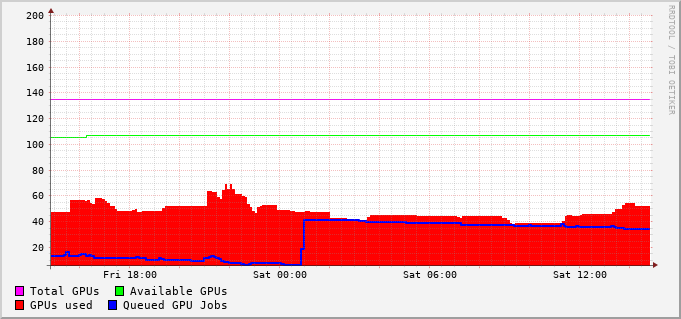 200
180
160
140
120
100
80
60
40
20
Fri 18:00 Sat 00:00 Sat 06:00 Sat 12:00
Total GPUs Available GPUs
GPUs used Queued GPU Jobs
RRDTOOL / TOBI OETIKER